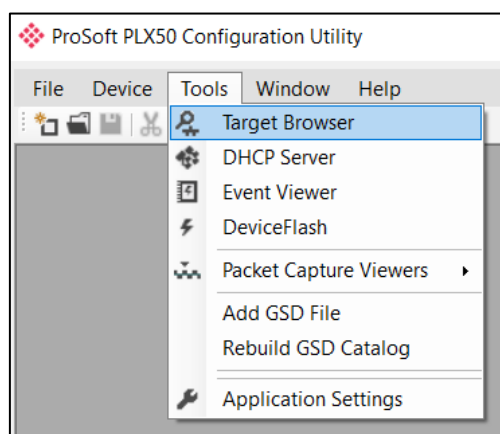 ProSoft PLX50 Configuration Utility
File Device Tools Window Help
Target Browser
DHCP Server
Event Viewer
DeviceFlash
Packet Capture Viewers
Add GSD File
Rebuild GSD Catalog
Application Settings